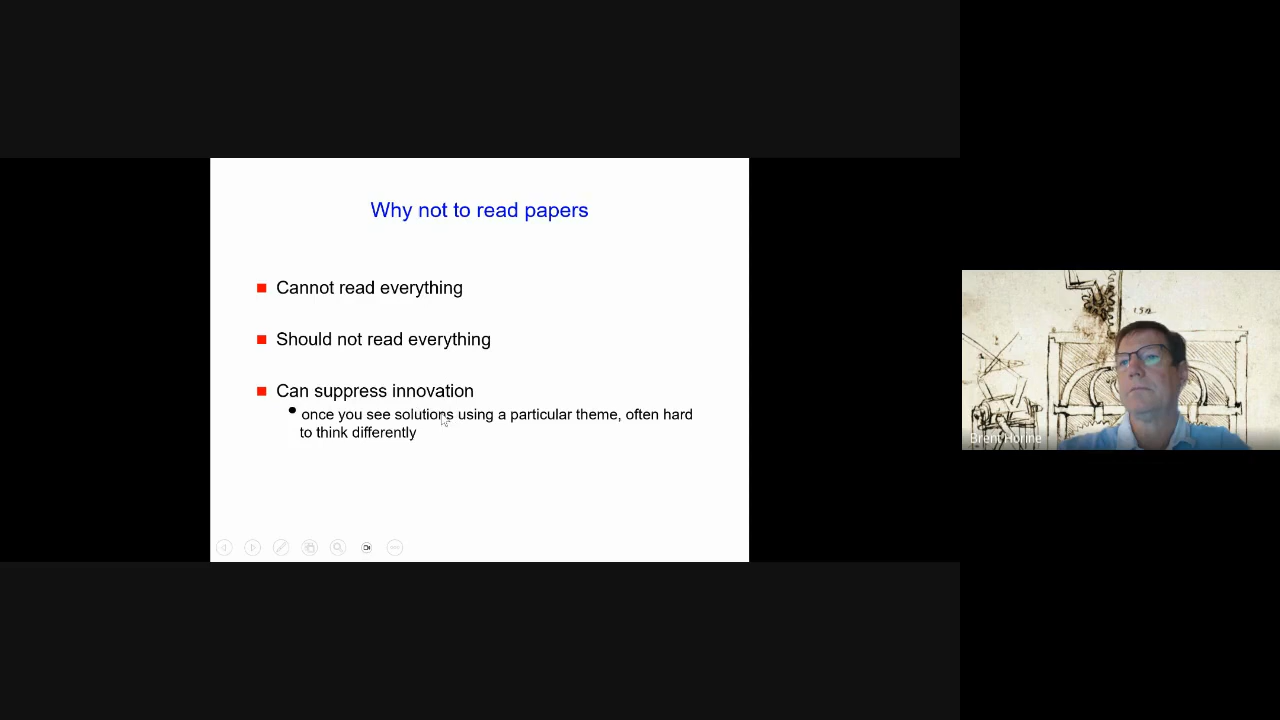 Why not to read papers
Cannot read everything
Should not read everything
Can suppress innovation
once you see solutions using a particular theme, often hard
to think differently
Brent Horine